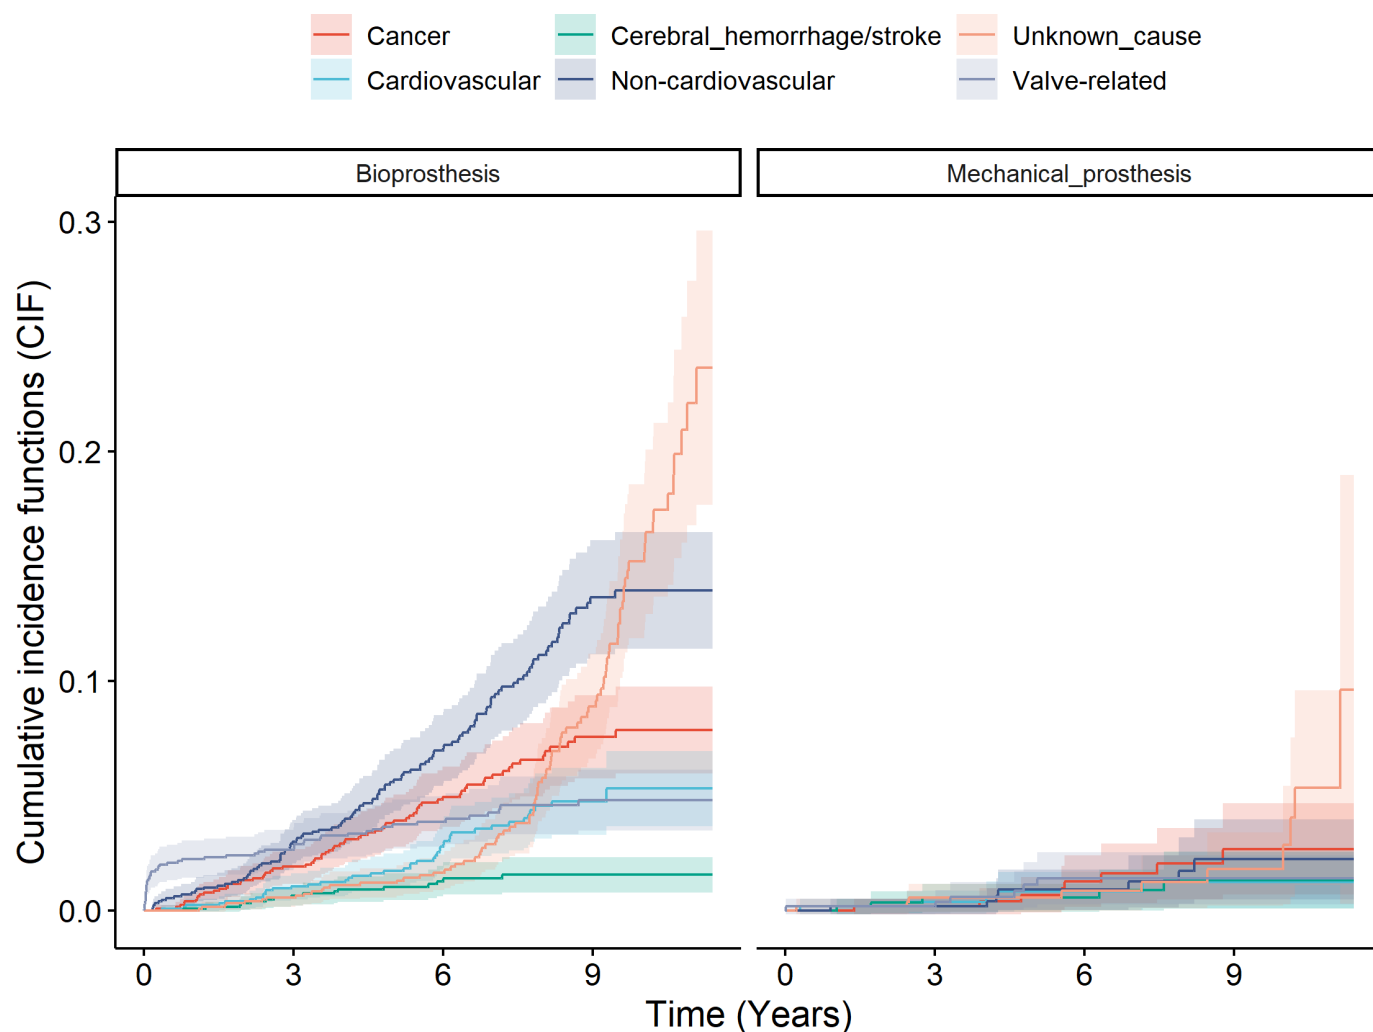 Cancer Cerebral_hemorrhage/stroke Unknown_cause
Cardiovascular Non-cardiovascular Valve-related
Bioprosthesis Mechanical_prosthesis
Cumulative incidence functions (CIF)
0.3
0.2
0.1
0.0
0 3 6 9 0 3 6 9
Time (Years)